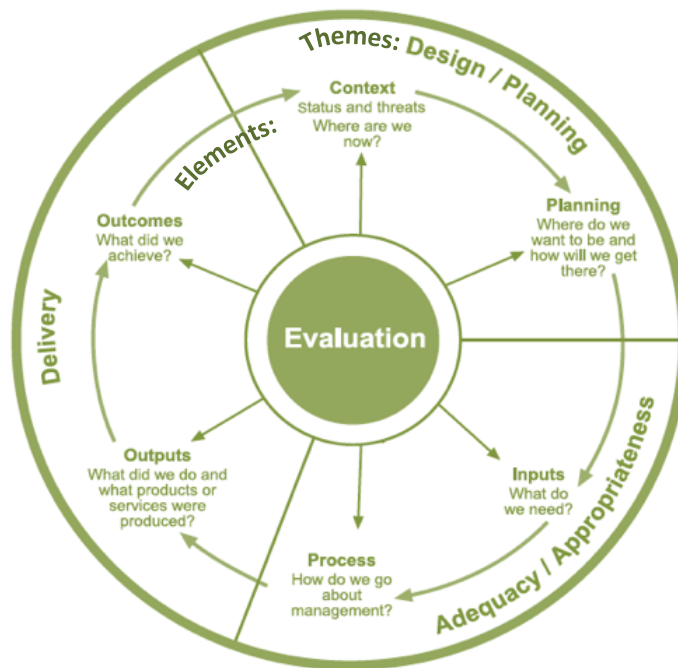 Themes: Design / Planning
Elements:
Context
Status and threats
Where are we
now?
Planning
Where do we
want to be and
how will we get
there?
Evaluation
Inputs
What do
we need?
Adequacy / Appropriateness
Process
How do we go
about
management?
Outputs
What did we do and
what products or
services were
produced?
Outcomes
What did we
achieve?
Delivery